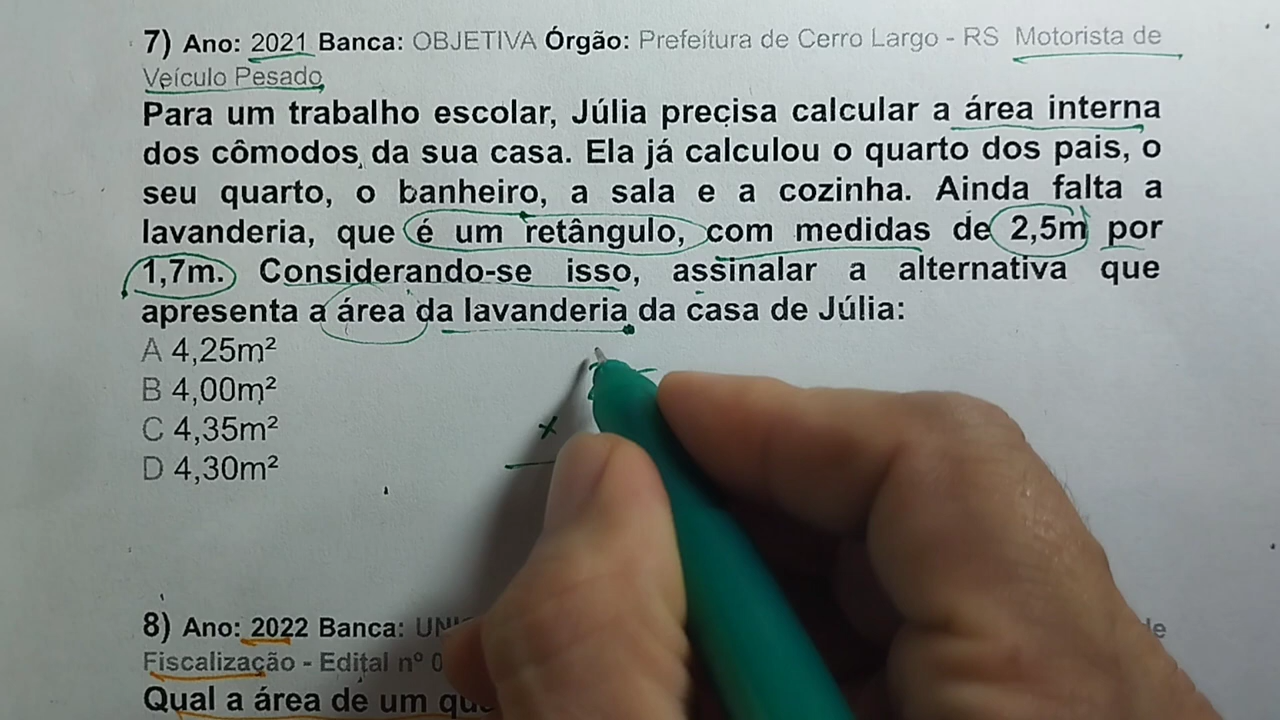 7) Ano: 2021 Banca: OBJETIVA Órgão: Prefeitura de Cerro Largo - RS Motorista de
Veículo Pesado
Para um trabalho escolar, Júlia precisa calcular a área interna
dos cômodos da sua casa. Ela já calculou o quarto dos pais, o
seu quarto, o banheiro, a sala e a cozinha. Ainda falta a
lavanderia, que é um retângulo, com medidas de 2,5m por
1,7m. Considerando-se isso, assinalar a alternativa que
apresenta a área da lavanderia da casa de Júlia:
A 4,25m²
B 4,00m²
C 4,35m²
x
D 4,30m²
8) Ano: 2022 Banca:
Fiscalização - Edital nº 0
Qual a área de um